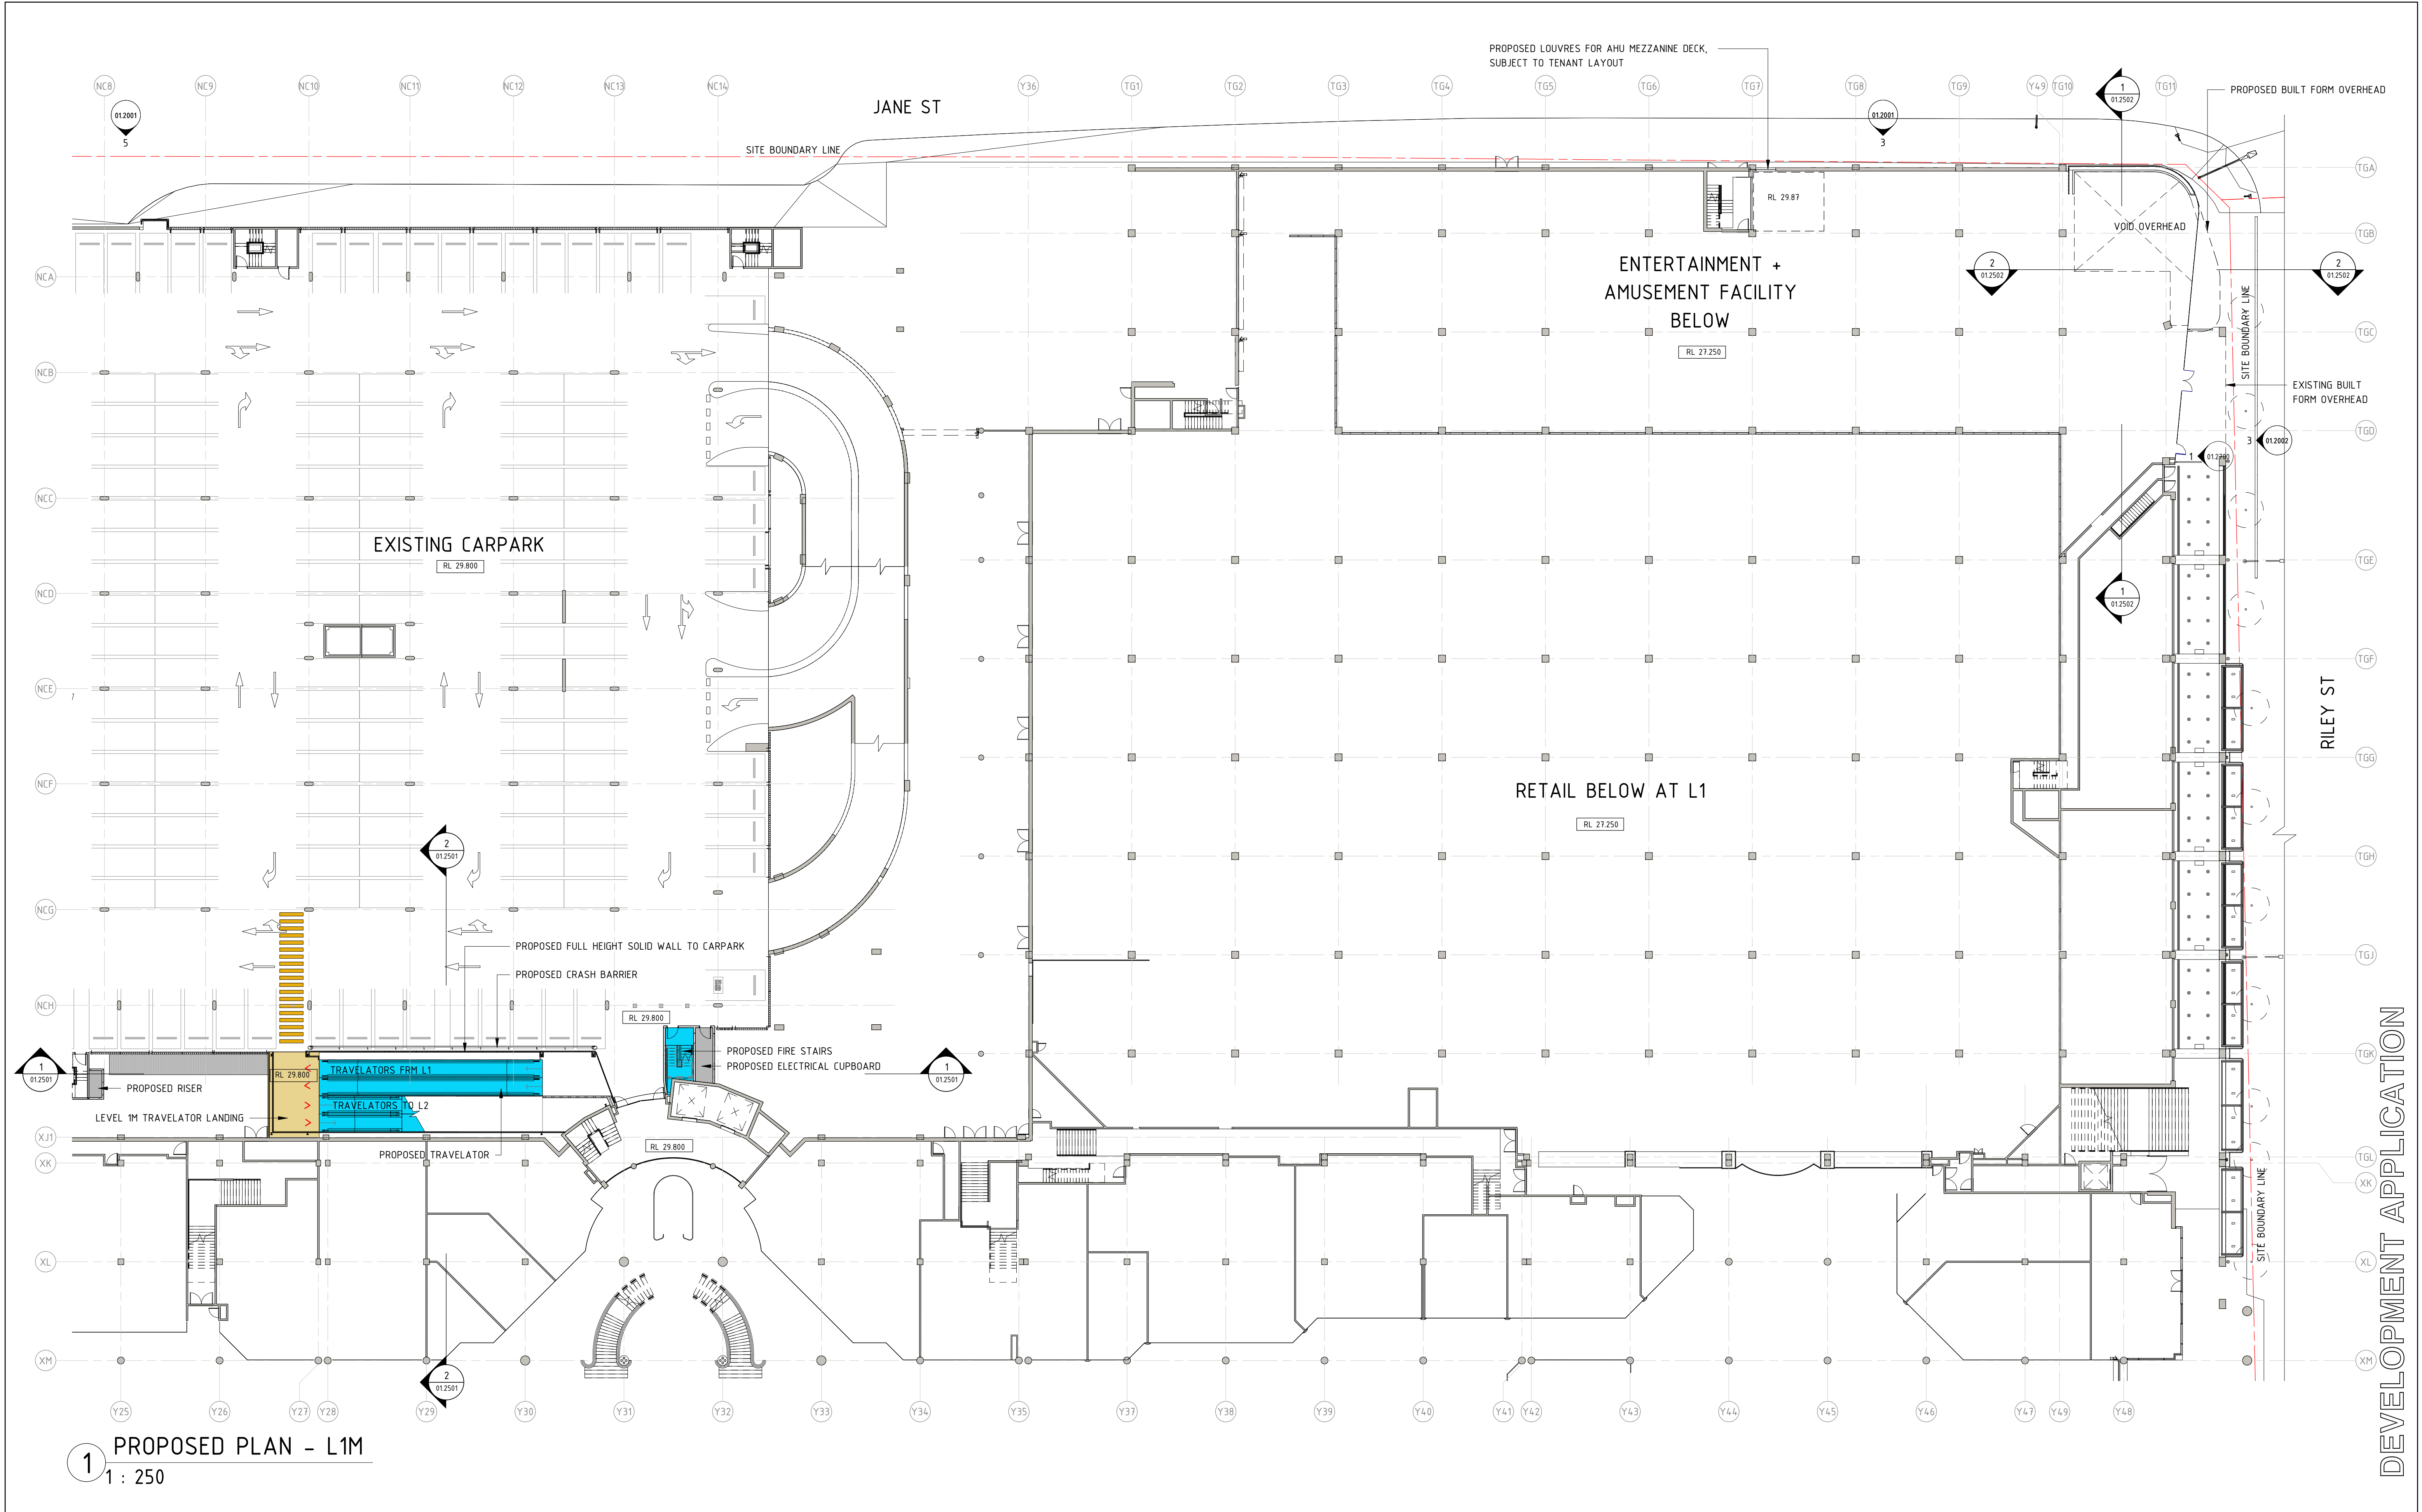 PROPOSED LOUVRES FOR AHU MEZZANINE DECK,
SUBJECT TO TENANT LAYOUT
NC8
NC9
NC10
NC11
NC12
NC13
NC14
Y36
TG1
TG2
TG3
TG4
TG5
TG6
TG7
TG8
TG9
Y49
TG10
TG11
1
01.2502
PROPOSED BUILT FORM OVERHEAD
JANE ST
01.2001
5
01.2001
3
SITE BOUNDARY LINE
TGA
RL 29.87
VOID OVERHEAD
TGB
NCA
ENTERTAINMENT +
AMUSEMENT FACILITY
BELOW
RL 27.250
2
01.2502
2
01.2502
SITE BOUNDARY LINE
TGC
NCB
EXISTING BUILT
FORM OVERHEAD
TGD
3
01.2002
1
01.2700
NCC
EXISTING CARPARK
RL 29.800
TGE
NCD
1
01.2502
TGF
NCE
RILEY ST
TGG
NCF
RETAIL BELOW AT L1
RL 27.250
2
01.2501
TGH
NCG
PROPOSED FULL HEIGHT SOLID WALL TO CARPARK
TGJ
PROPOSED CRASH BARRIER
NCH
RL 29.800
PROPOSED FIRE STAIRS
PROPOSED ELECTRICAL CUPBOARD
TGK
1
01.2501
RL 29.800
TRAVELATORS FRM L1
1
01.2501
PROPOSED RISER
TRAVELATORS TO L2
LEVEL 1M TRAVELATOR LANDING
XJ1
RL 29.800
PROPOSED TRAVELATOR
XK
TGL
XK
SITE BOUNDARY LINE
XL
XL
XM
XM
2
01.2501
Y25
Y26
Y27
Y28
Y29
Y30
Y31
Y32
Y33
Y34
Y35
Y37
Y38
Y39
Y40
Y41
Y42
Y43
Y44
Y45
Y46
Y47
Y49
Y48
1
PROPOSED PLAN - L1M
1 : 250
DEVELOPMENT APPLICATION